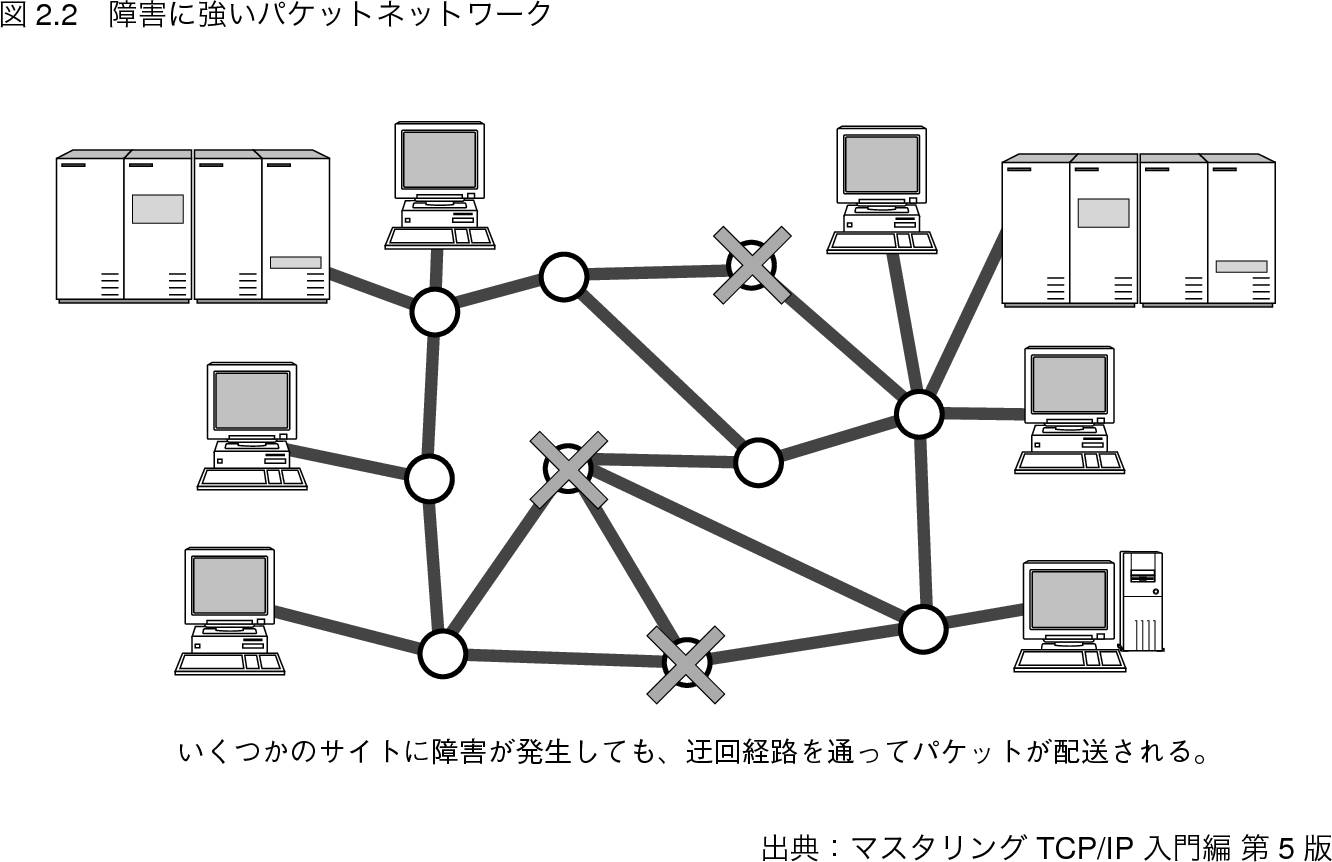 図 2.2　障害に強いパケットネットワーク
いくつかのサイトに障害が発生しても、迂回経路を通ってパケットが配送される。
出典：マスタリング TCP/IP 入門編 第 5 版